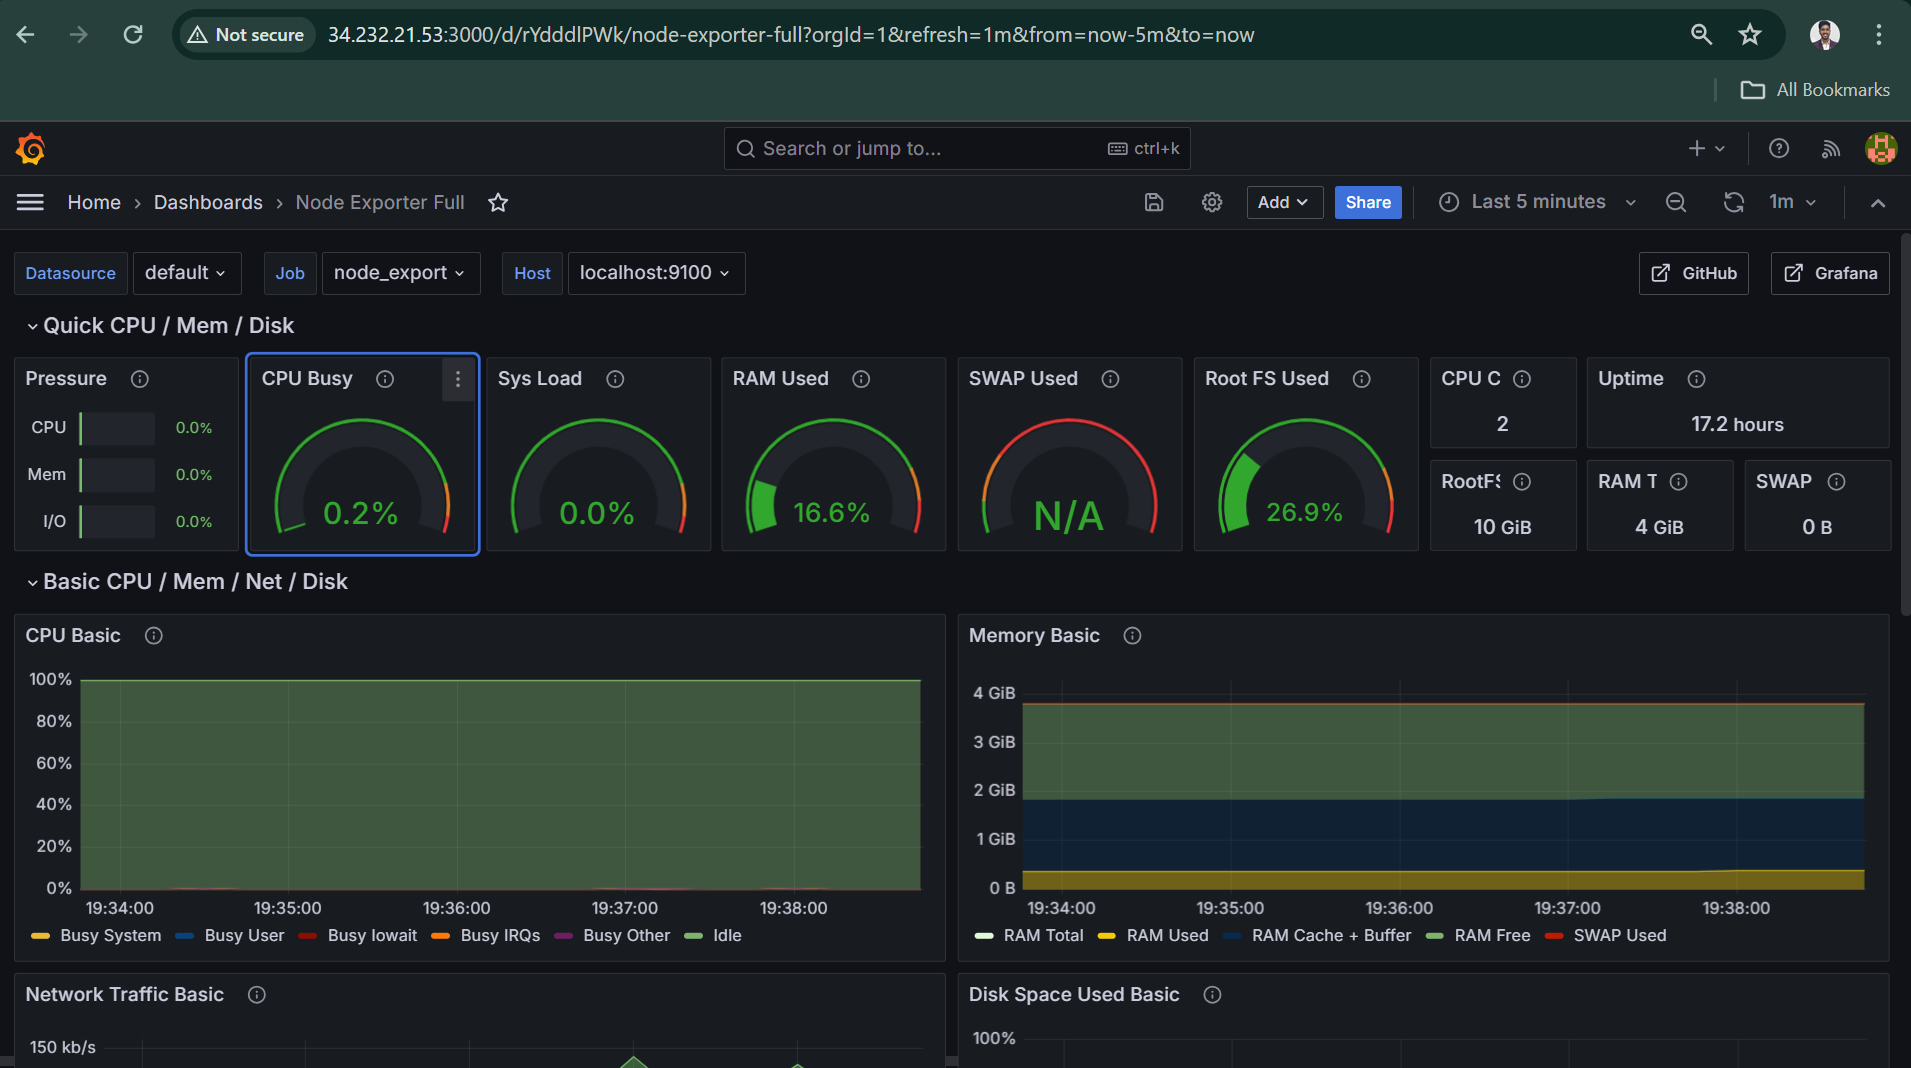 Not secure 34.232.21.53:3000/d/rYdddlPWk/node-exporter-full?orgId=1&refresh=1m&from=now-5m&to=now
All Bookmarks
Search or jump to... ctrl+k
Home › Dashboards › Node Exporter Full Add Share Last 5 minutes 1m
Datasource default Job node_export Host localhost:9100 GitHub Grafana
Quick CPU / Mem / Disk
Pressure
CPU 0.0%
Mem 0.0%
I/O 0.0%
CPU Busy
0.2%
Sys Load
0.0%
RAM Used
16.6%
SWAP Used
N/A
Root FS Used
26.9%
CPU C
2
Uptime
17.2 hours
RootFS
10 GiB
RAM T
4 GiB
SWAP
0 B
Basic CPU / Mem / Net / Disk
CPU Basic
100%
80%
60%
40%
20%
0%
19:34:00 19:35:00 19:36:00 19:37:00 19:38:00
Busy System Busy User Busy Iowait Busy IRQs Busy Other Idle
Memory Basic
4 GiB
3 GiB
2 GiB
1 GiB
0 B
19:34:00 19:35:00 19:36:00 19:37:00 19:38:00
RAM Total RAM Used RAM Cache + Buffer RAM Free SWAP Used
Network Traffic Basic
150 kb/s
Disk Space Used Basic
100%